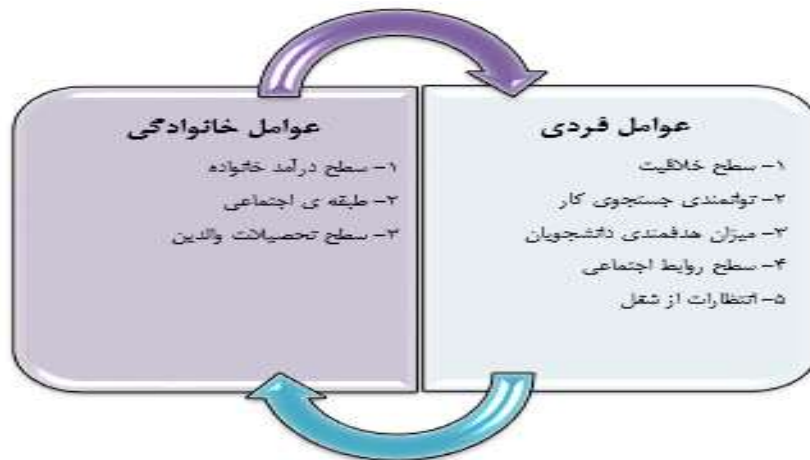 عوامل فردی
۱- سطح خلاقیت
۲- توانمندی جستجوی کار
۳- میزان هدفمندی دانشجویان
۴- سطح روابط اجتماعی
۵- انتظارات از شغل
عوامل خانوادگی
۱- سطح درآمد خانواده
۲- طبقه ی اجتماعی
۳- سطح تحصیلات والدین